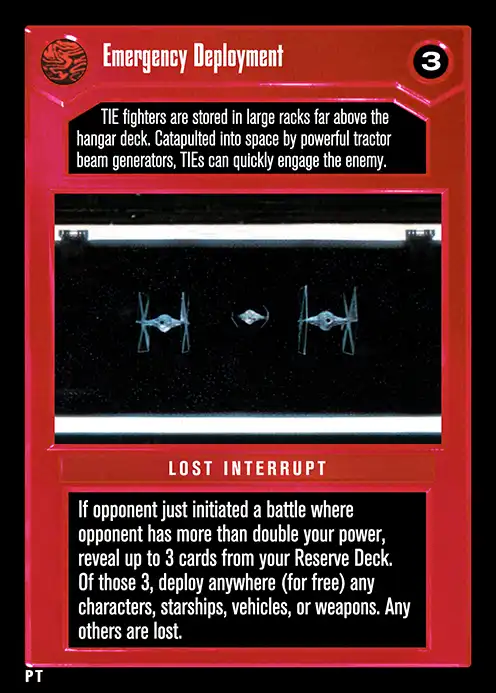 Emergency Deployment
3
TIE fighters are stored in large racks far above the
hangar deck. Catapulted into space by powerful tractor
beam generators, TIEs can quickly engage the enemy.
LOST INTERRUPT
If opponent just initiated a battle where
opponent has more than double your power,
reveal up to 3 cards from your Reserve Deck.
Of those 3, deploy anywhere (for free) any
characters, starships, vehicles, or weapons. Any
others are lost.
PT